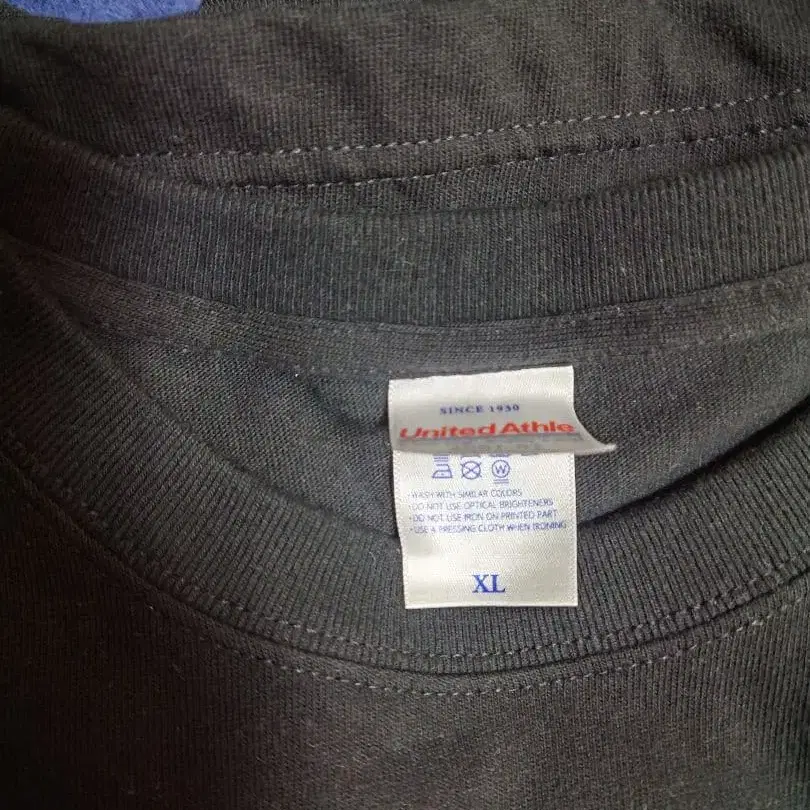 SINCE 1930
United Athle
W
• WASH WITH SIMILAR COLORS
• DO NOT USE OPTICAL BRIGHTENERS
• DO NOT USE IRON ON PRINTED PART
• USE A PRESSING CLOTH WHEN IRONING
XL